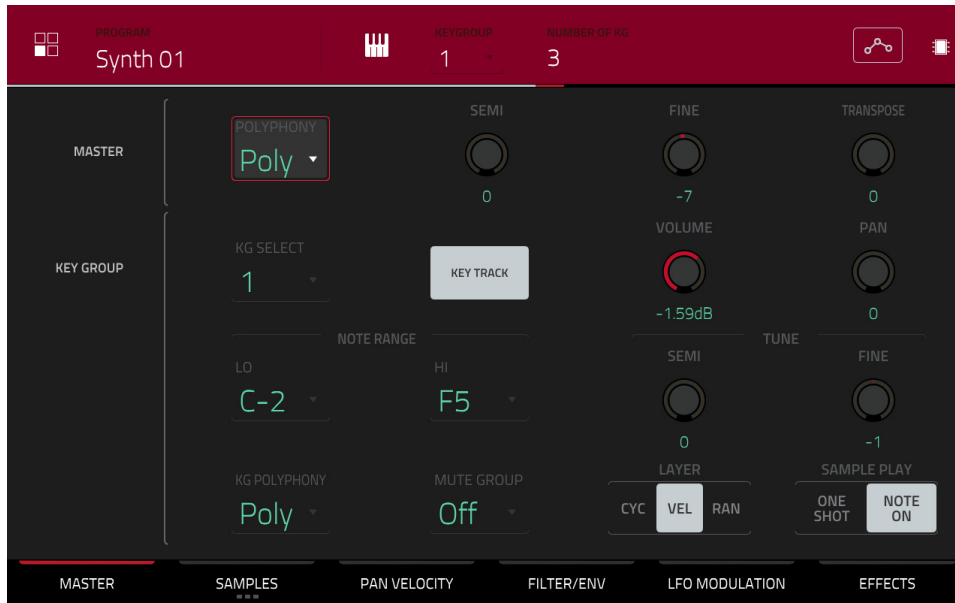 PROGRAM KEYGROUP NUMBER OF KG
Synth 01 1 3
MASTER
POLYPHONY
Poly
SEMI
0
FINE
-7
TRANSPOSE
0
KEY GROUP
KG SELECT
1
KEY TRACK
VOLUME
-1.59dB
PAN
0
NOTE RANGE
LO
C-2
HI
F5
TUNE
SEMI
0
FINE
-1
KG POLYPHONY
Poly
MUTE GROUP
Off
LAYER
CYC VEL RAN
SAMPLE PLAY
ONE SHOT
NOTE ON
MASTER SAMPLES PAN VELOCITY FILTER/ENV LFO MODULATION EFFECTS